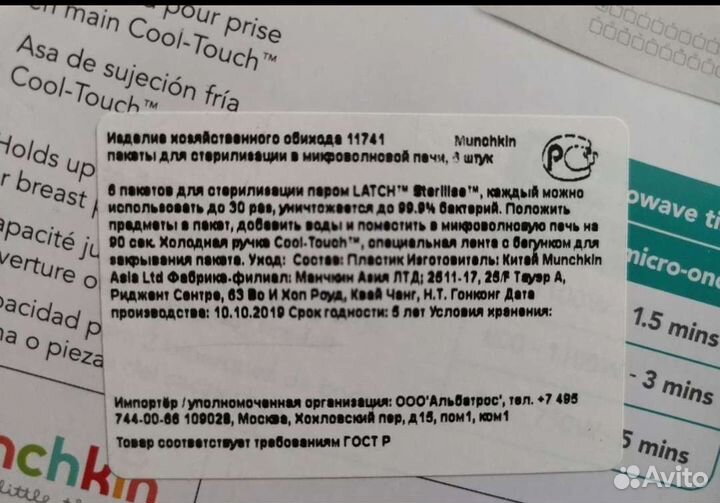 pour prise
en main Cool-Touch™
Asa de sujeción fría
Cool-Touch™
Holds up
r breast
apacité ju
verture o
pacidad p
na o pieza
Изделие хозяйственного обихода 11741 Munchkin
пакеты для стерилизации в микроволновой печи, штук
РС
6 пакетов для стерилизации паром LATCH™ Sterilise™, каждый можно
использовать до 30 раз, уничтожается до 99.9% бактерий. Положить
предметы в пакет, добавить воды и поместить в микроволновую печь на
90 сек. Холодная ручка Cool-Touch™, специальная лента с бегунком для
закрывания пакета. Уход: Состав: Пластик Изготовитель: Китай Munchkin
Asia Ltd Фабрика-филиал: Манчкин Азия ЛТД; 2511-17, 25/F Тауэр А,
Риджент Сентре, 63 Во И Хоп Роуд, Квай Чанг, Н.Т. Гонконг Дата
производства: 10.10.2019 Срок годности: 5 лет Условия хранения:
Импортёр / уполномоченная организация: ООО'Альбатрос', тел. +7 495
744-00-66 109028, Москва, Хохловский пер, д15, пом1, ком1
Товар соответствует требованиям ГОСТ Р
owave ti
micro-ond
1.5 mins
- 3 mins
5 mins
nchkin
little
Avito